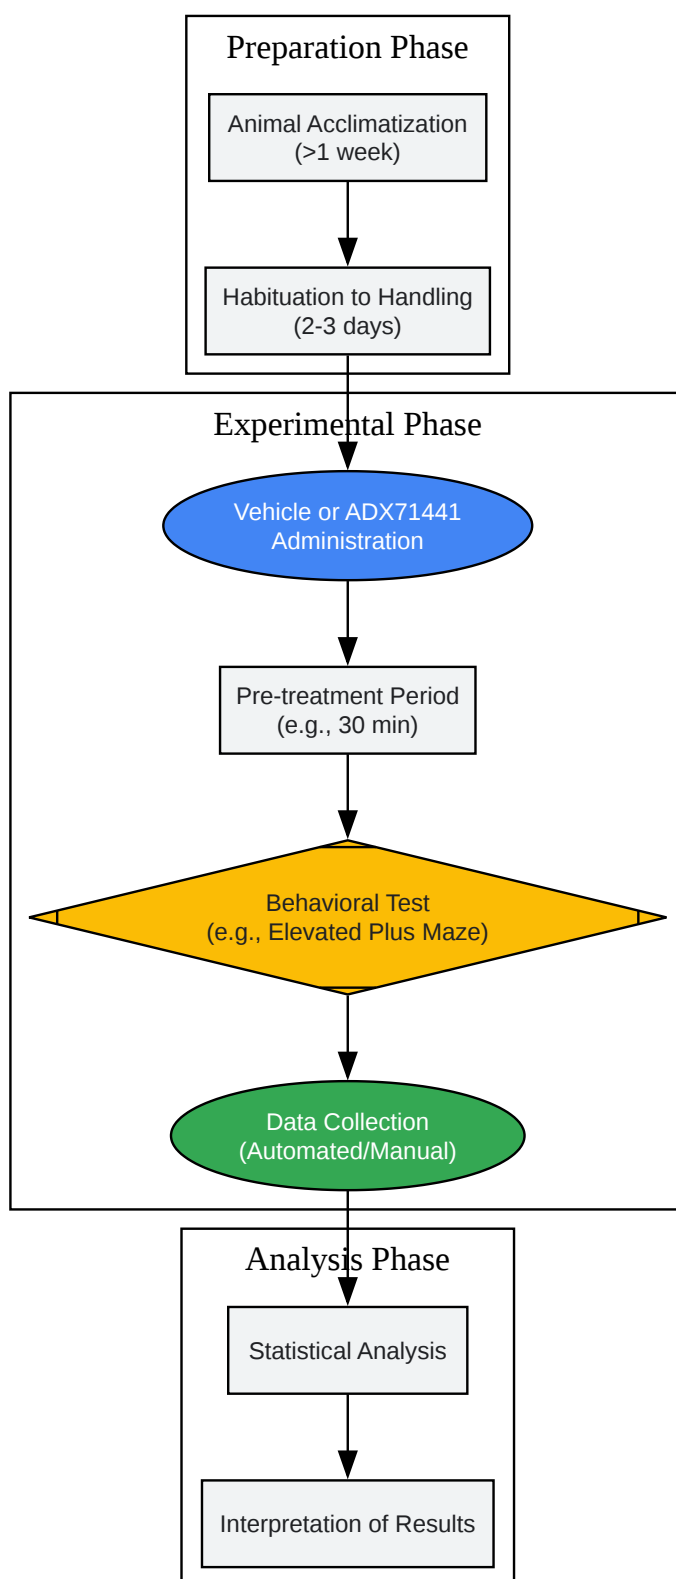 Preparation Phase
Animal Acclimatization
(>1 week)
Habituation to Handling
(2-3 days)
Experimental Phase
Vehicle or ADX71441
Administration
Pre-treatment Period
(e.g., 30 min)
Behavioral Test
(e.g., Elevated Plus Maze)
Data Collection
(Automated/Manual)
Analysis Phase
Statistical Analysis
Interpretation of Results